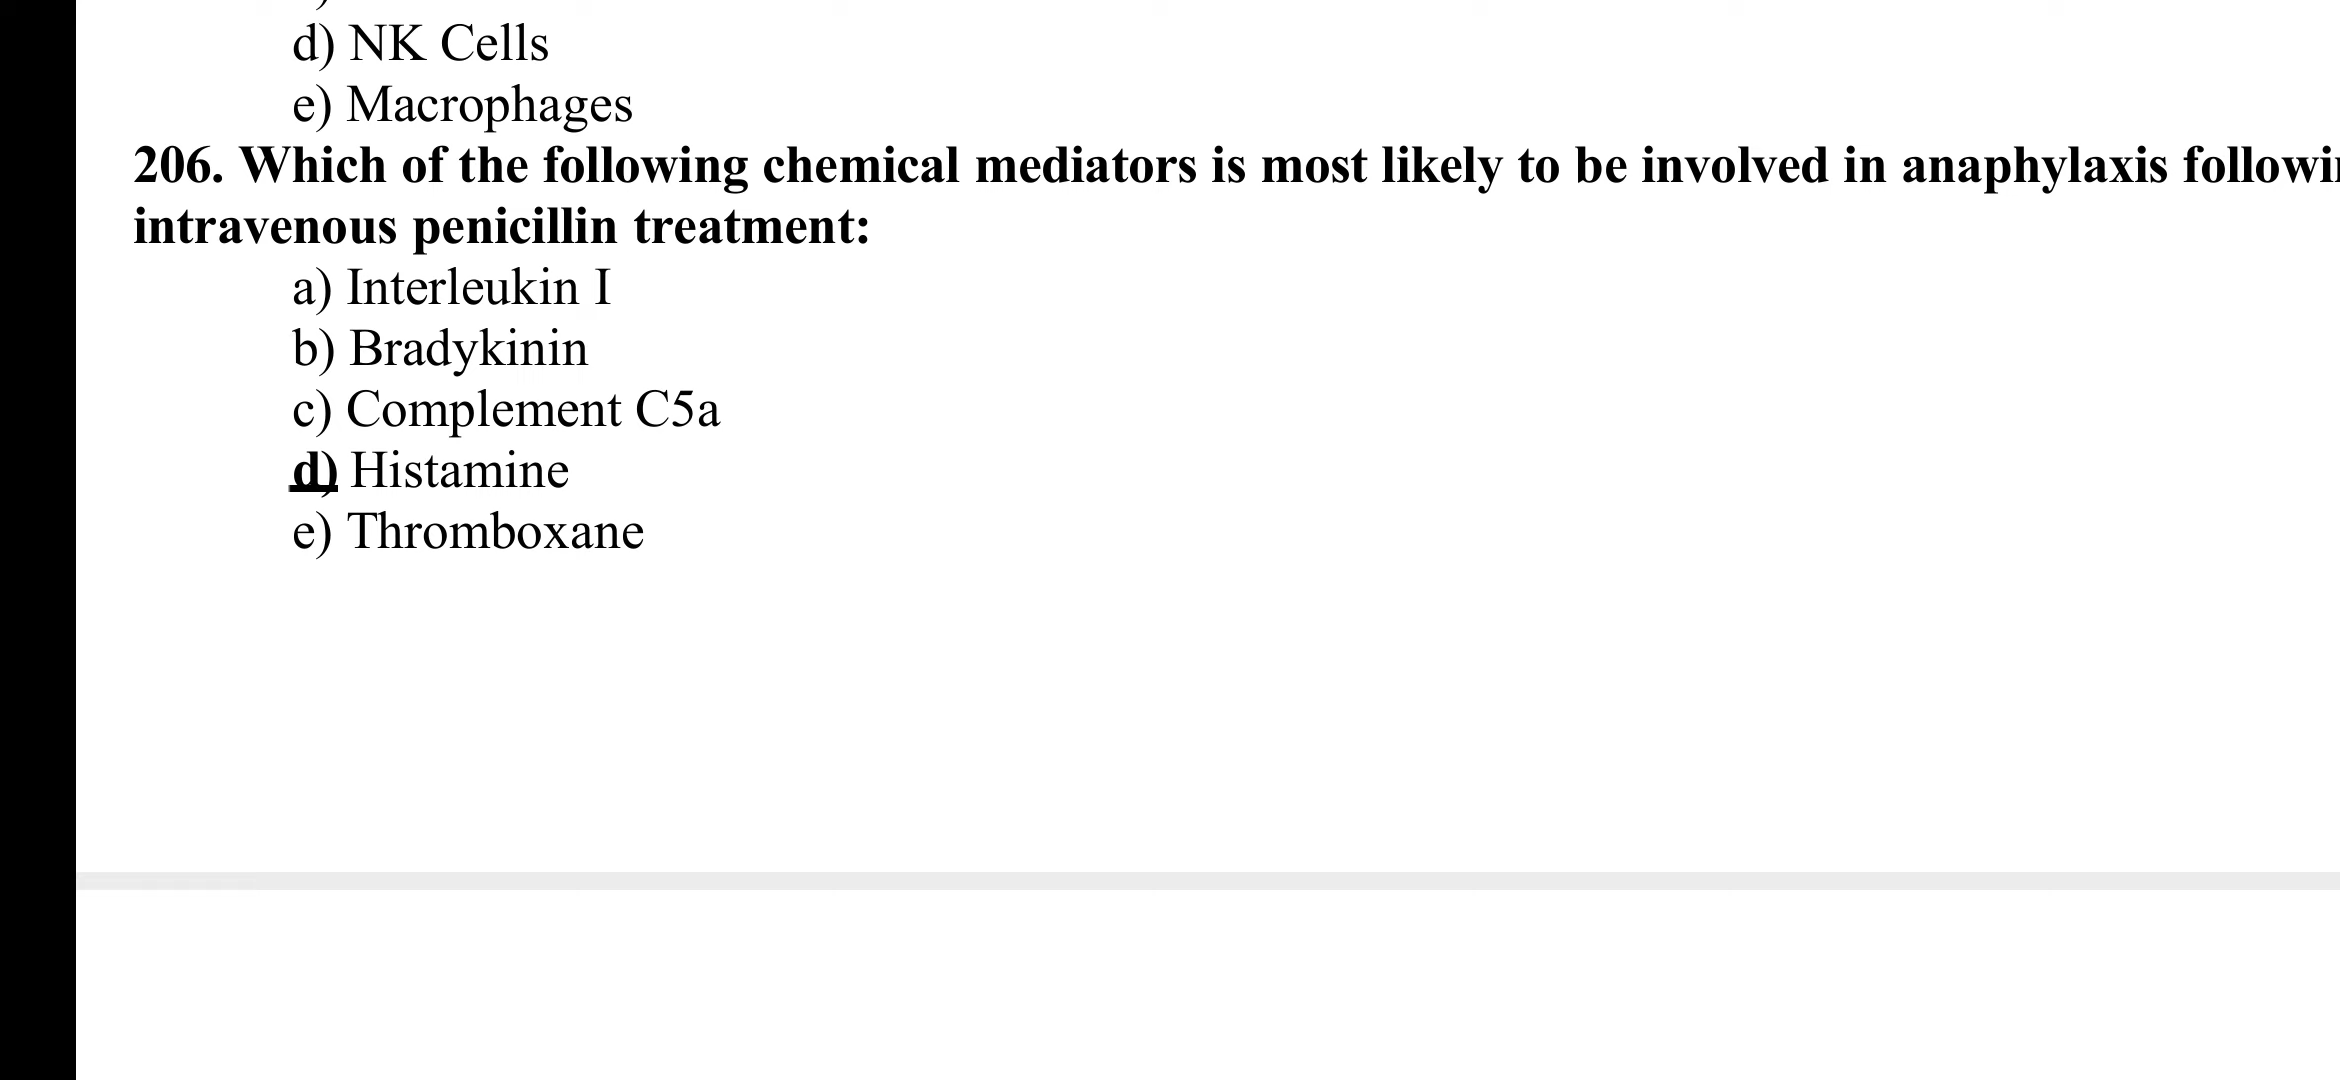 d) NK Cells
e) Macrophages
206. Which of the following chemical mediators is most likely to be involved in anaphylaxis
intravenous penicillin treatment:
a) Interleukin I
b) Bradykinin
c) Complement C5a
d) Histamine
e) Thromboxane